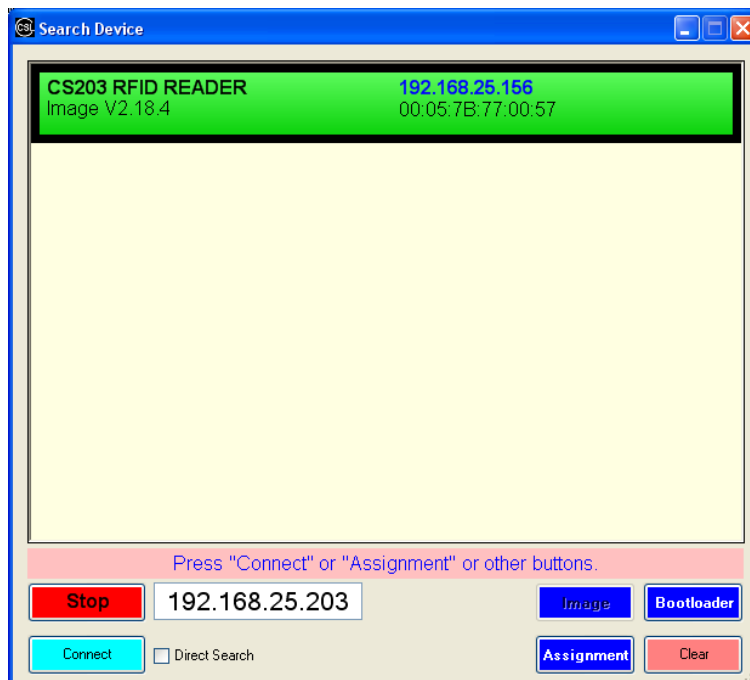 CSL Search Device
CS203 RFID READER 192.168.25.156
Image V2.18.4 00:05:7B:77:00:57
Press "Connect" or "Assignment" or other buttons.
Stop 192.168.25.203 Image Bootloader
Connect Direct Search Assignment Clear